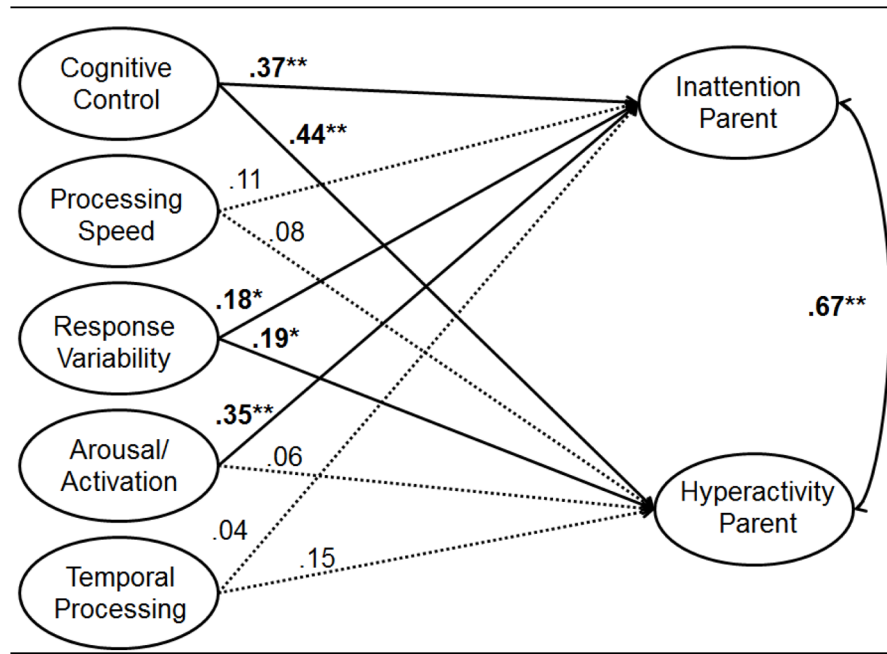 Cognitive
Control
.37**
.44**
Inattention
Parent
Processing
Speed
.11
.08
Response
Variability
.18*
.19*
.67**
Arousal/
Activation
.35**
.06
Hyperactivity
Parent
Temporal
Processing
.04
.15